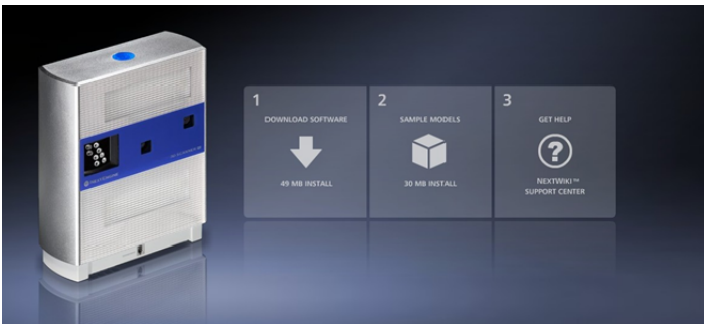 1
DOWNLOAD SOFTWARE
49 MB INSTALL
2
SAMPLE MODELS
30 MB INSTALL
3
GET HELP
?
NEXTWIKI™
SUPPORT CENTER